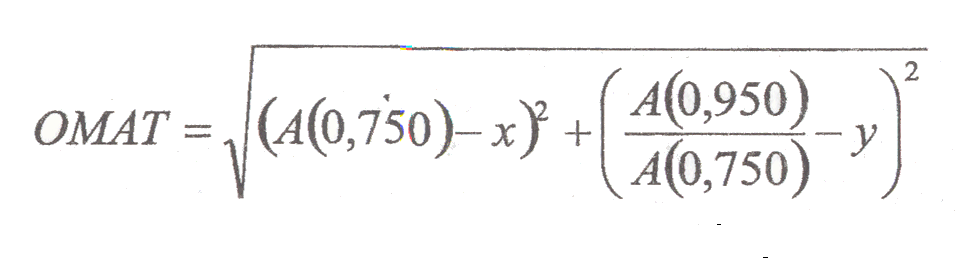 OMAT = √((A(0,750) – x)² + (A(0,950)/A(0,750) – y)²)